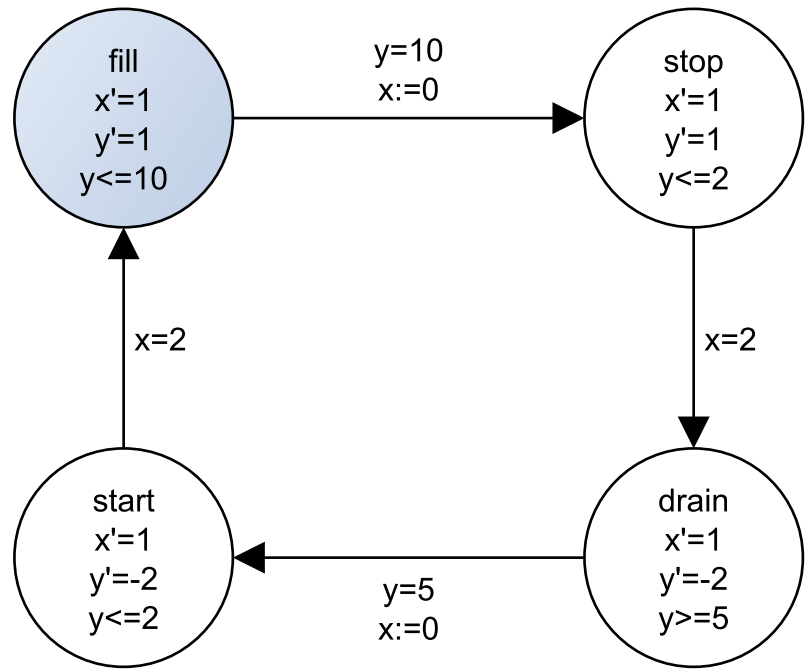 fill
x'=1
y'=1
y<=10
y=10
x:=0
stop
x'=1
y'=1
y<=2
x=2
x=2
start
x'=1
y'=-2
y<=2
y=5
x:=0
drain
x'=1
y'=-2
y>=5